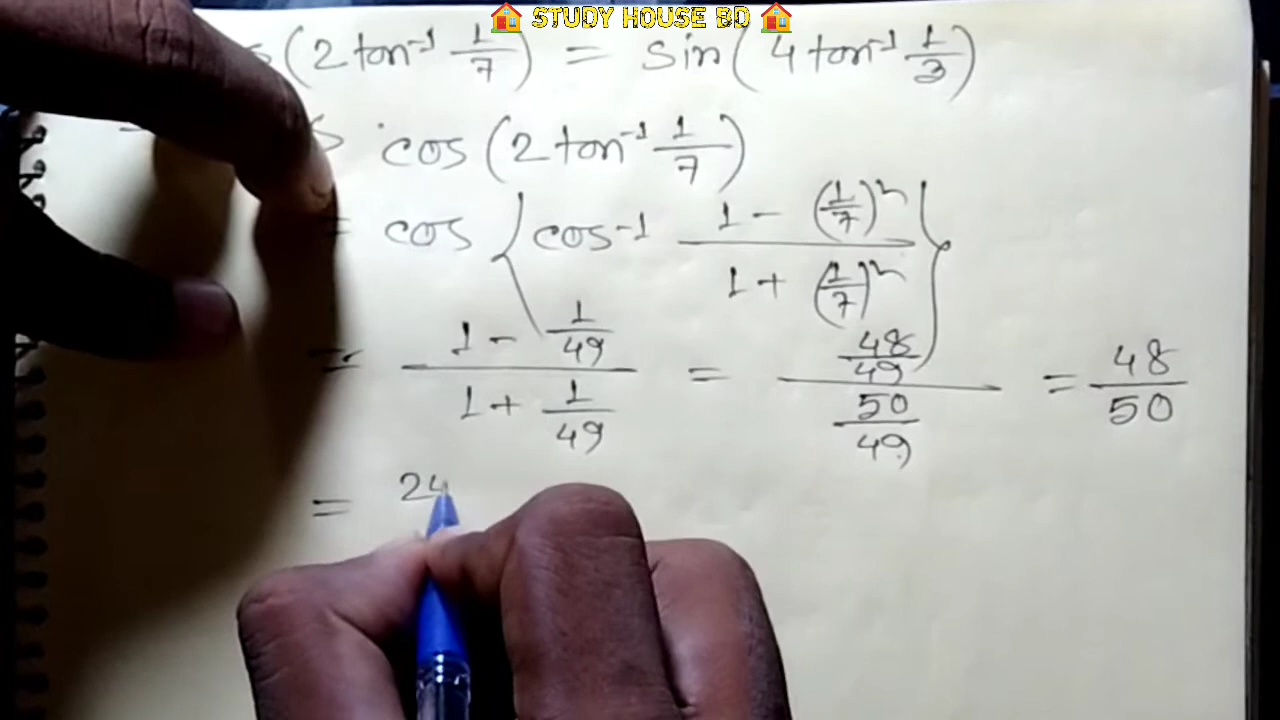 🏠 STUDY HOUSE BD 🏠
(2 tan⁻¹ 1/7) = sin(4 tan⁻¹ 1/3)
cos(2 tan⁻¹ 1/7)
= cos{cos⁻¹ (1 - (1/7)²)/(1 + (1/7)²)}
= (1 - 1/49)/(1 + 1/49) = (48/49)/(50/49) = 48/50
= 24